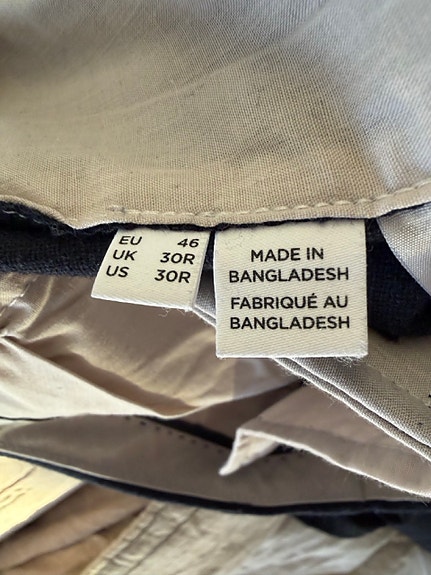 EU 46
UK 30R
US 30R
MADE IN
BANGLADESH
FABRIQUÉ AU
BANGLADESH